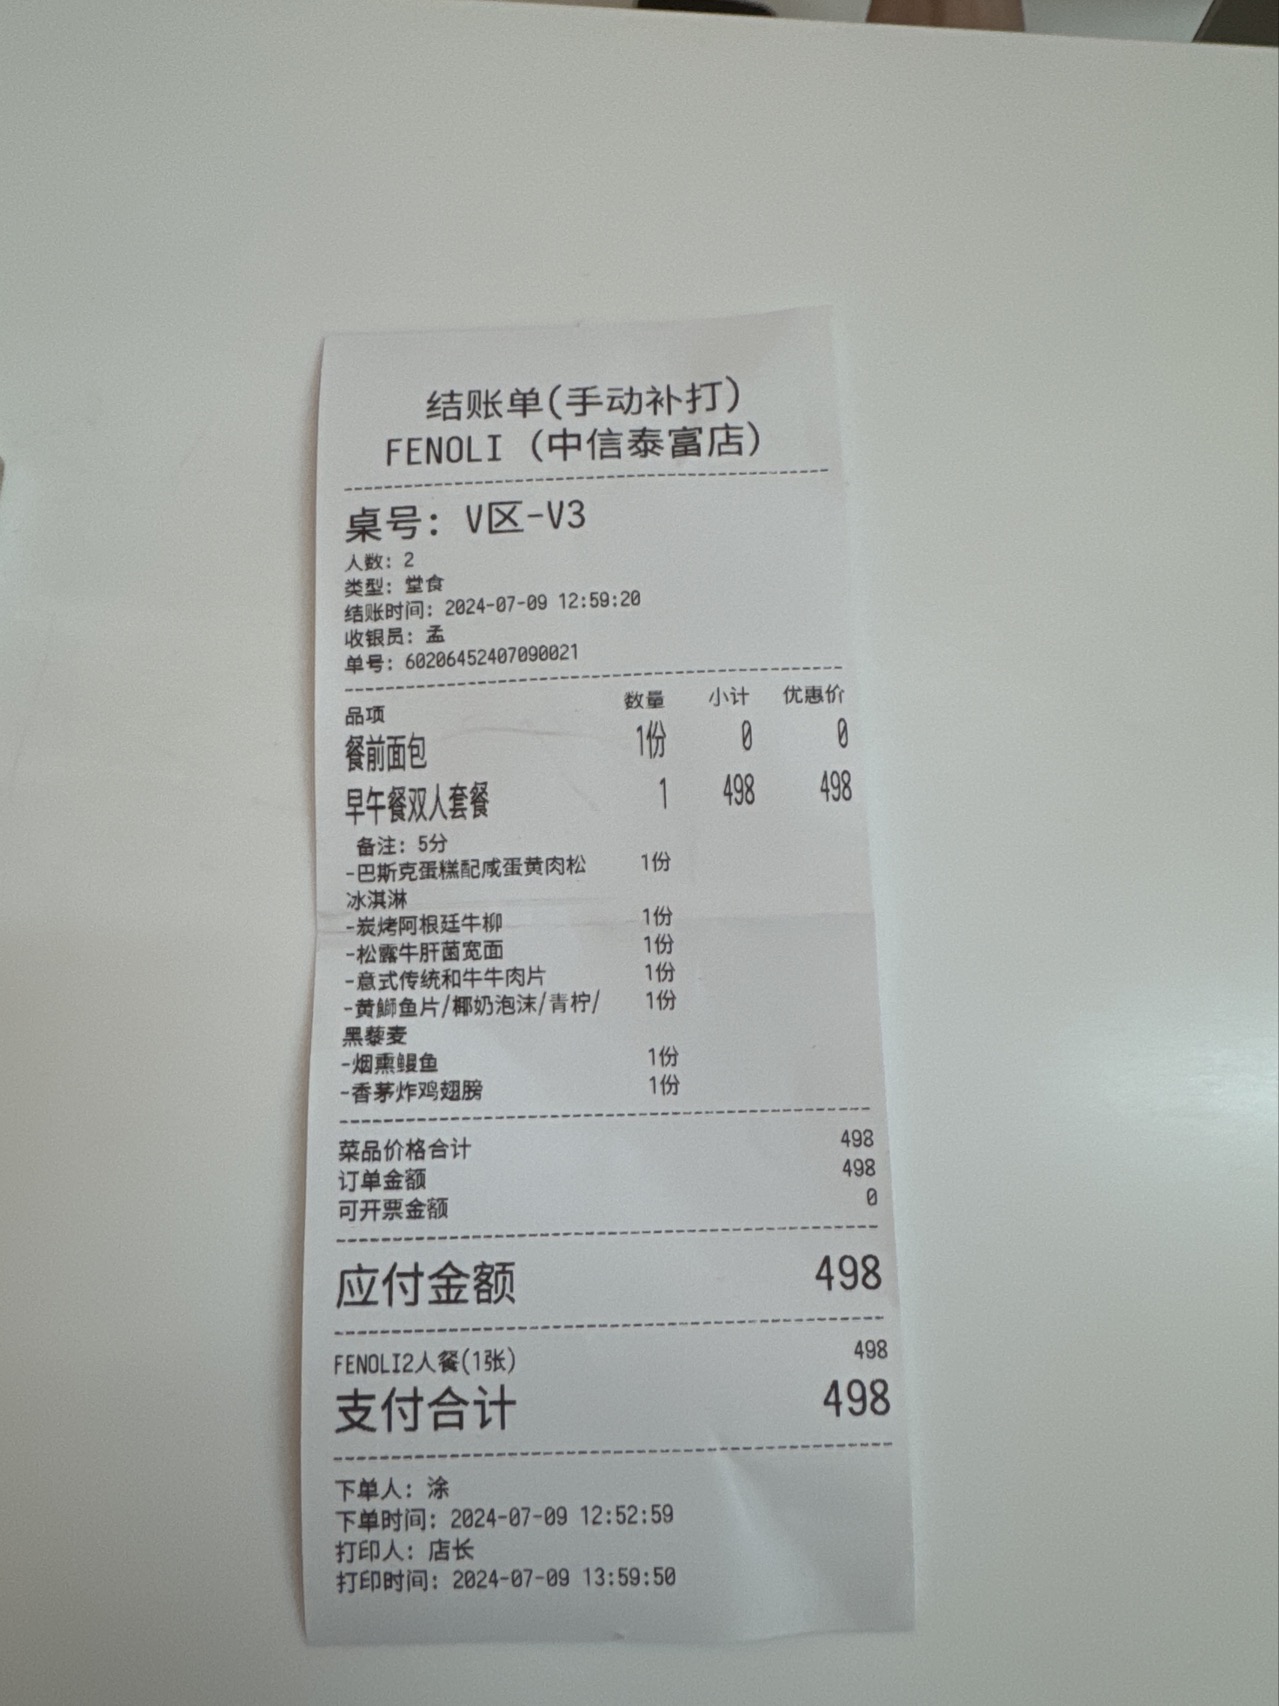 结账单(手动补打)
FENOLI (中信泰富店)
桌号: V区-V3
人数: 2
类型: 堂食
结账时间: 2024-07-09 12:59:20
收银员: 孟
单号: 60206452407090021
品项 数量 小计 优惠价
餐前面包 1份 0 0
早午餐双人套餐 1 498 498
备注: 5分
-巴斯克蛋糕配咸蛋黄肉松 1份
冰淇淋
-炭烤阿根廷牛柳 1份
-松露牛肝菌宽面 1份
-意式传统和牛牛肉片 1份
-黄鰤鱼片/椰奶泡沫/青柠/ 1份
黑藜麦
-烟熏鳗鱼 1份
-香茅炸鸡翅膀 1份
菜品价格合计 498
订单金额 498
可开票金额 0
应付金额 498
FENOLI2人餐(1张) 498
支付合计 498
下单人: 涂
下单时间: 2024-07-09 12:52:59
打印人: 店长
打印时间: 2024-07-09 13:59:50